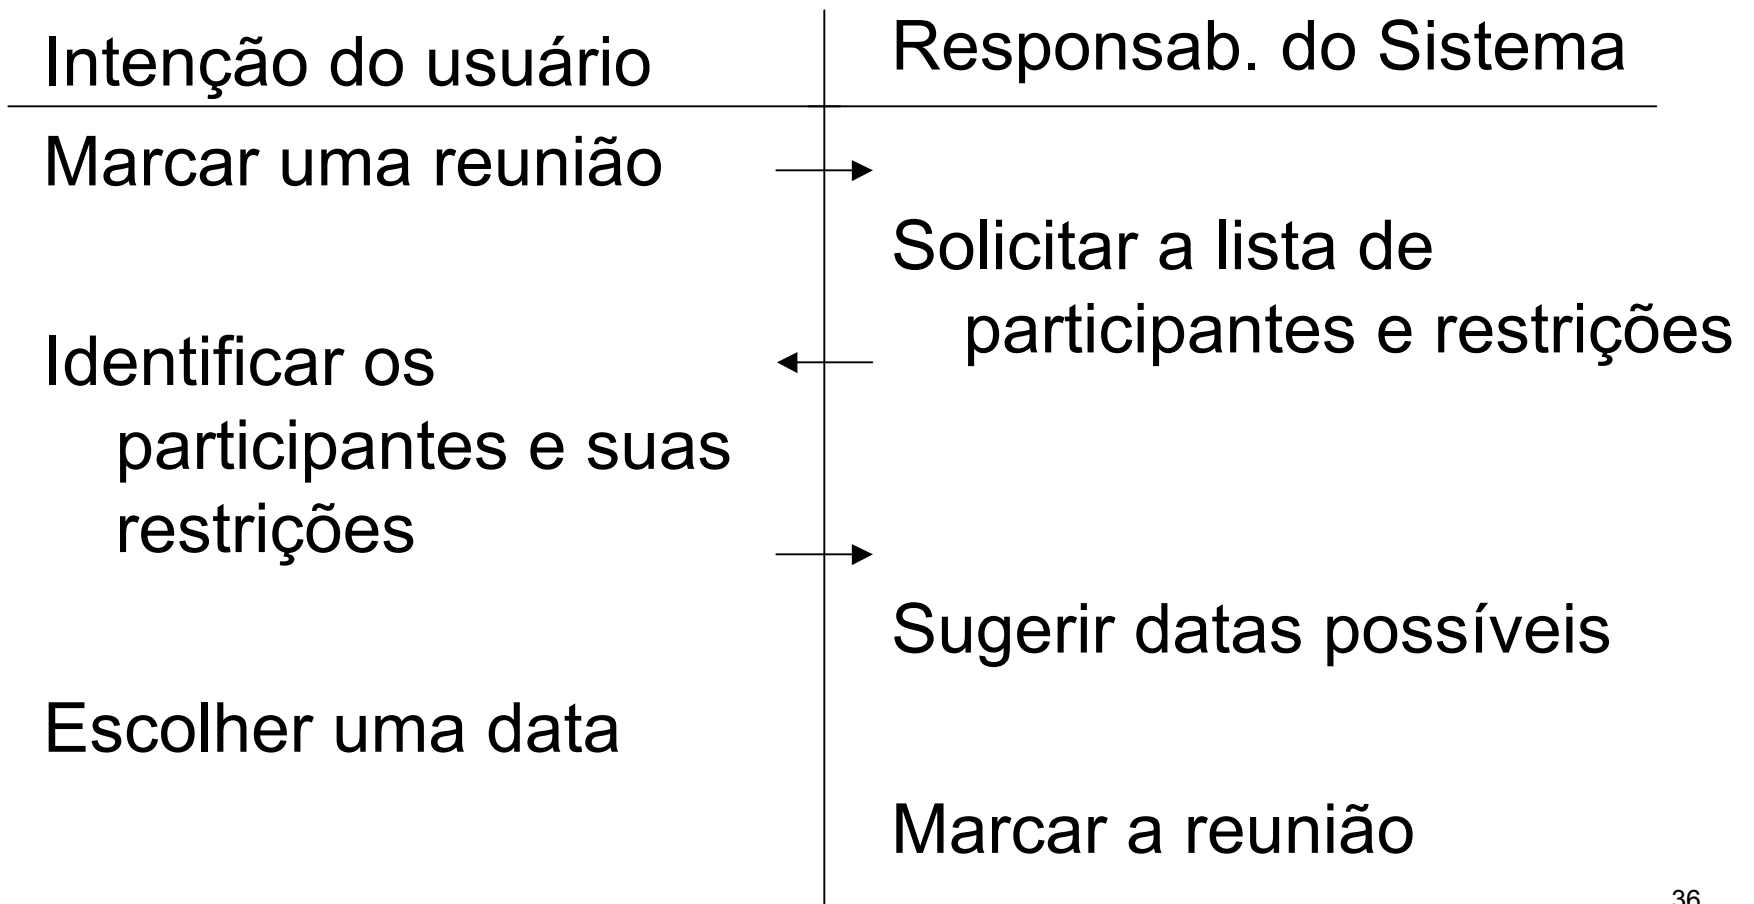 Intenção do usuário
Responsab. do Sistema
Marcar uma reunião
Solicitar a lista de
participantes e restrições
Identificar os
participantes e suas
restrições
Sugerir datas possíveis
Escolher uma data
Marcar a reunião
36